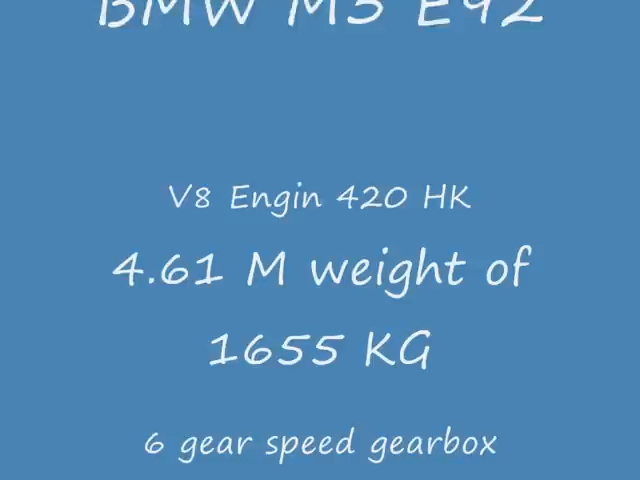 BMW M3 E92
V8 Engin 420 HK
4.61 M weight of
1655 KG
6 gear speed gearbox